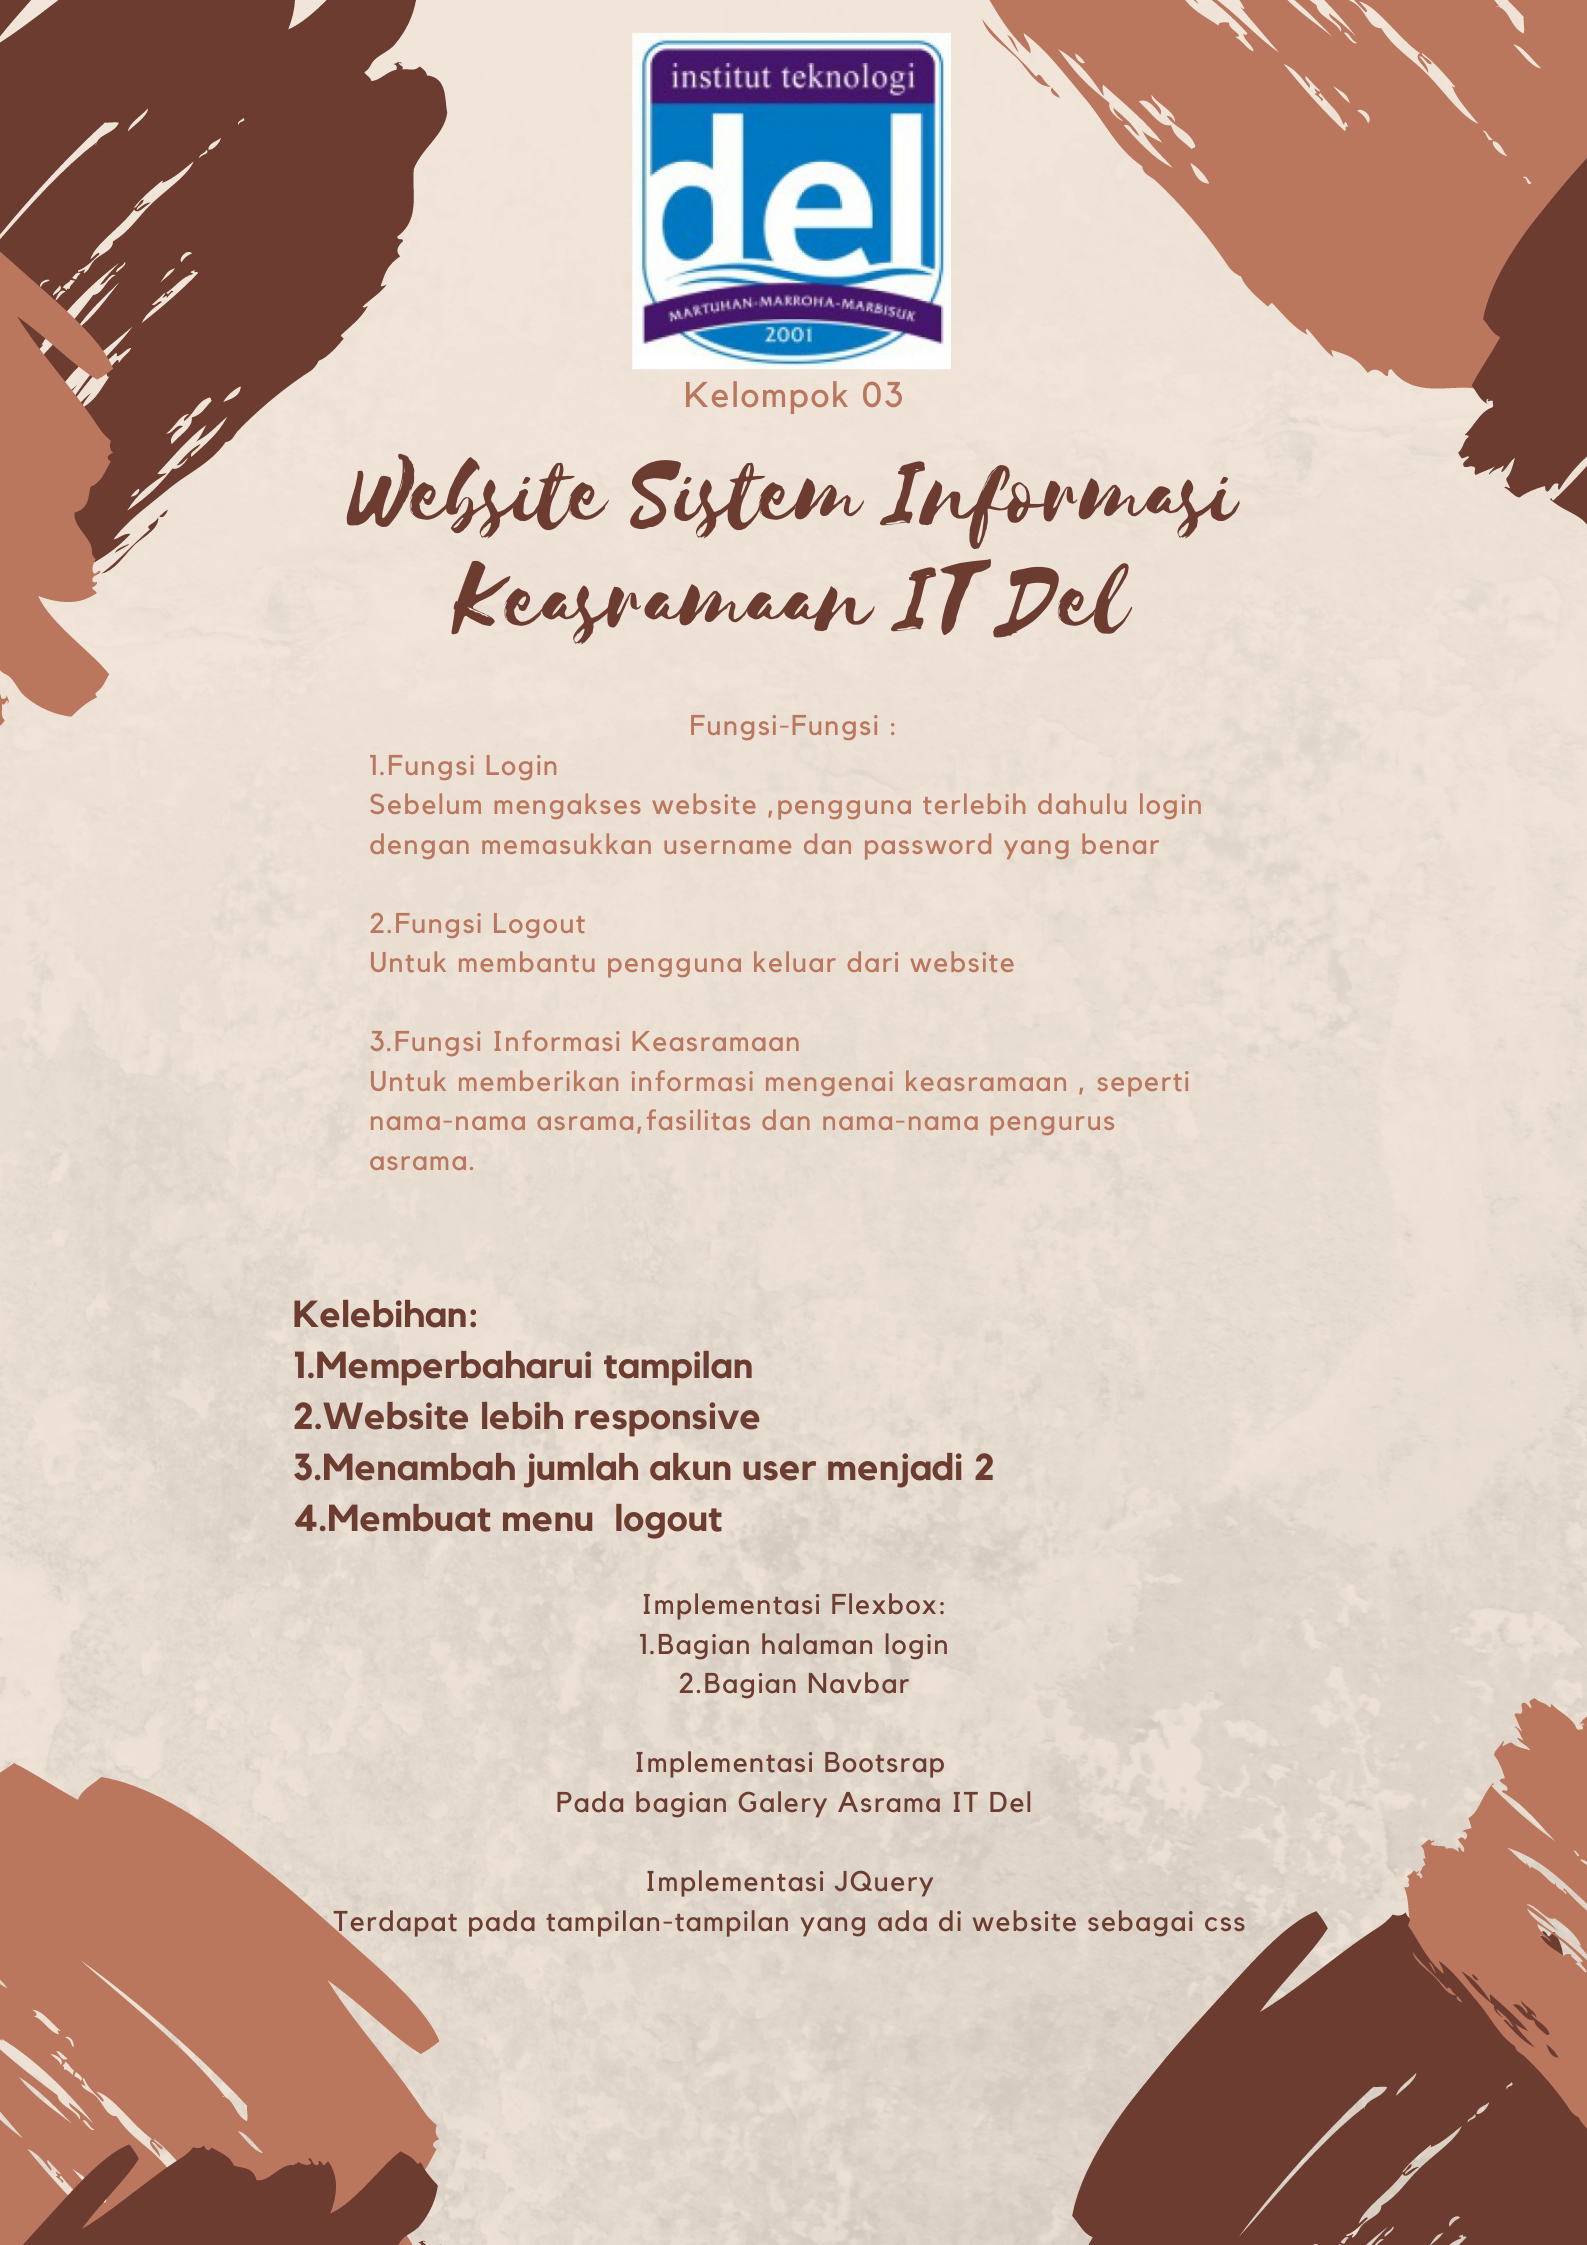 institut teknologi
del
MARTUHAN-MARROHA-MARBISUK
2001
Kelompok 03
Website Sistem Informasi
Keasramaan IT Del
Fungsi-Fungsi :
1.Fungsi Login
Sebelum mengakses website ,pengguna terlebih dahulu login
dengan memasukkan username dan password yang benar
2.Fungsi Logout
Untuk membantu pengguna keluar dari website
3.Fungsi Informasi Keasramaan
Untuk memberikan informasi mengenai keasramaan , seperti
nama-nama asrama,fasilitas dan nama-nama pengurus
asrama.
Kelebihan:
1.Memperbaharui tampilan
2.Website lebih responsive
3.Menambah jumlah akun user menjadi 2
4.Membuat menu  logout
Implementasi Flexbox:
1.Bagian halaman login
2.Bagian Navbar
Implementasi Bootsrap
Pada bagian Galery Asrama IT Del
Implementasi JQuery
Terdapat pada tampilan-tampilan yang ada di website sebagai css